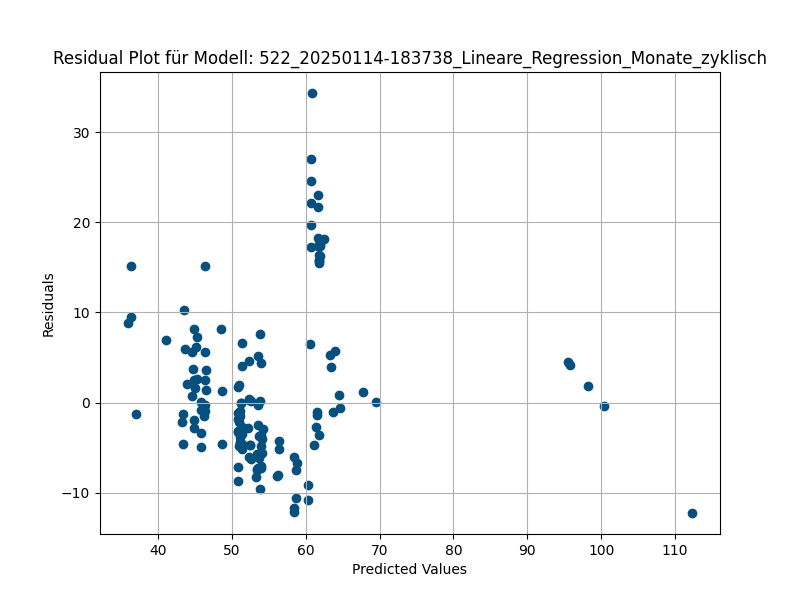 Residual Plot für Modell: 522_20250114-183738_Lineare_Regression_Monate_zyklisch
30
20
10
0
−10
Residuals
40 50 60 70 80 90 100 110
Predicted Values